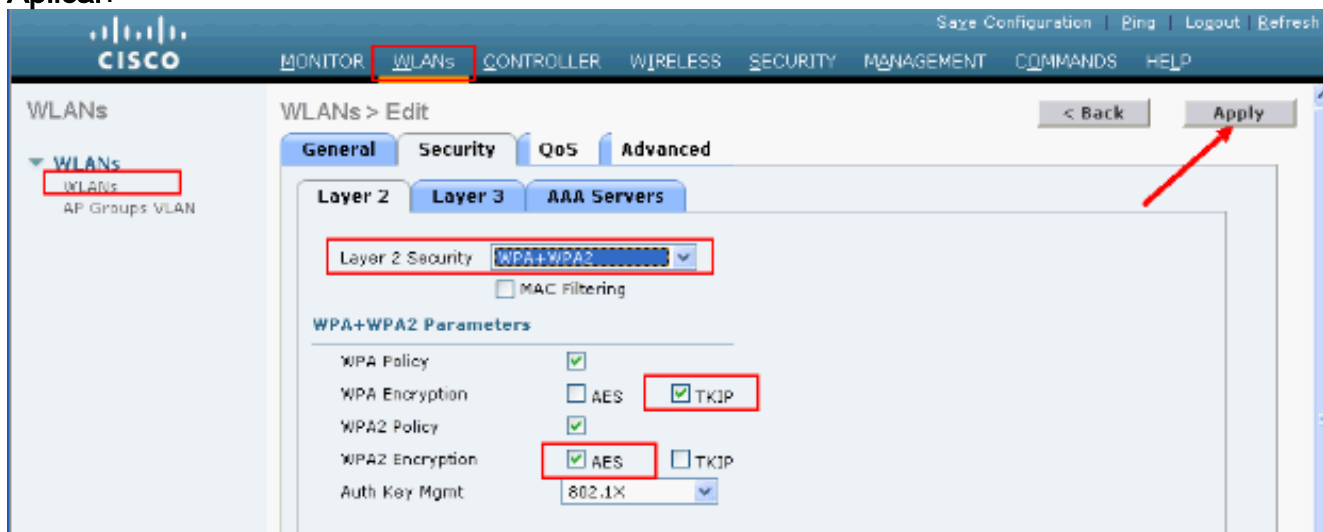 Aplicar.
Save Configuration | Ping | Logout | Refresh
CISCO
MONITOR WLANs CONTROLLER WIRELESS SECURITY MANAGEMENT COMMANDS HELP
WLANs
WLANs > Edit
< Back
Apply
General Security QoS Advanced
WLANs
WLANs
AP Groups VLAN
Layer 2 Layer 3 AAA Servers
Layer 2 Security WPA+WPA2
MAC Filtering
WPA+WPA2 Parameters
WPA Policy
WPA Encryption AES TKIP
WPA2 Policy
WPA2 Encryption AES TKIP
Auth Key Mgmt 802.1X